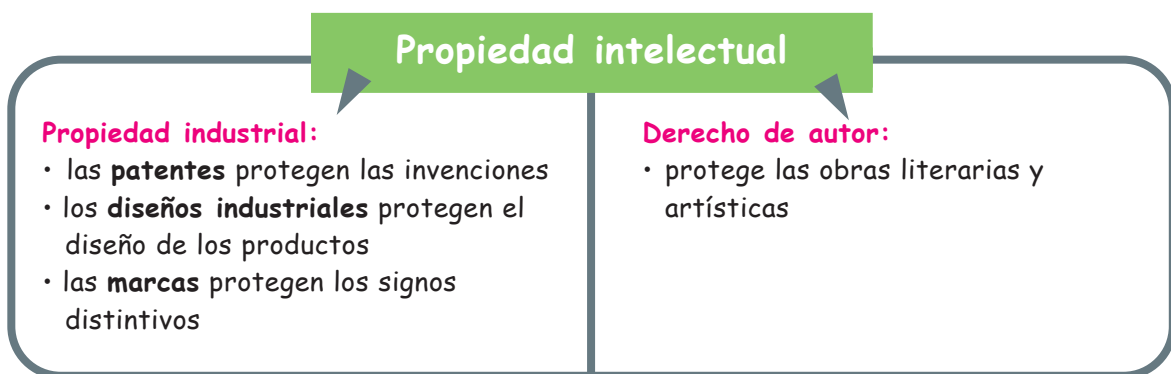 Propiedad intelectual
Propiedad industrial:
• las patentes protegen las invenciones
• los diseños industriales protegen el
diseño de los productos
• las marcas protegen los signos
distintivos
Derecho de autor:
• protege las obras literarias y
artísticas